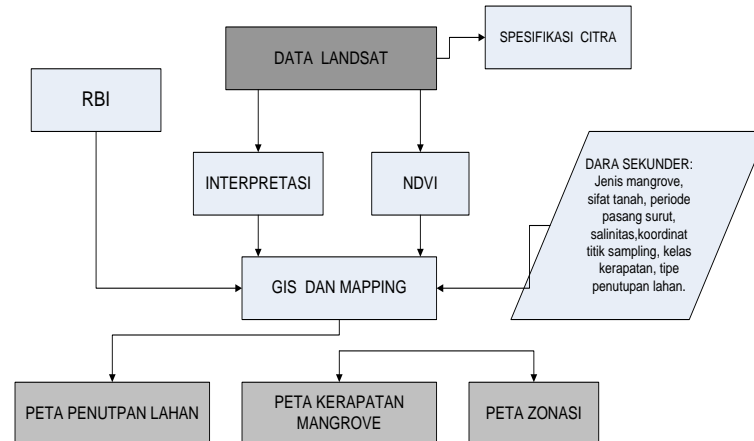 DATA LANDSAT
SPESIFIKASI CITRA
RBI
INTERPRETASI
NDVI
DARA SEKUNDER:
Jenis mangrove,
sifat tanah, periode
pasang surut,
salinitas,koordinat
titik sampling, kelas
kerapatan, tipe
penutupan lahan.
GIS DAN MAPPING
PETA PENUTPAN LAHAN
PETA KERAPATAN
MANGROVE
PETA ZONASI